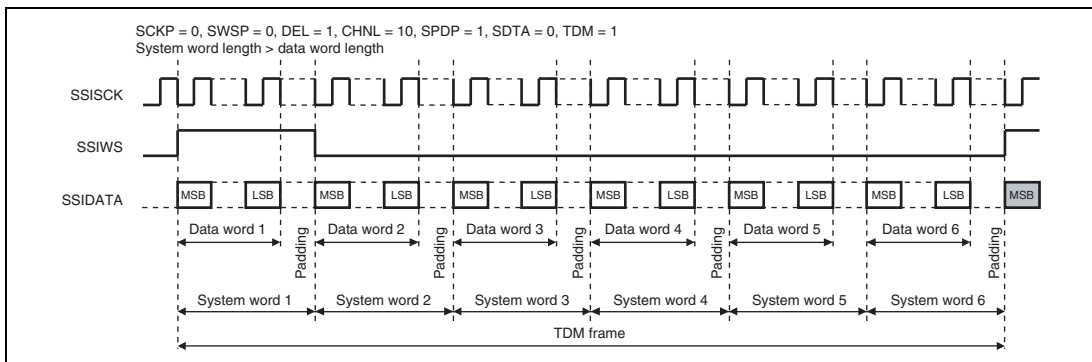 SCKP = 0, SWSP = 0, DEL = 1, CHNL = 10, SPDP = 1, SDTA = 0, TDM = 1
System word length > data word length
SSISCK
SSIWS
SSIDATA
MSB LSB MSB LSB MSB LSB MSB LSB MSB LSB MSB LSB MSB
Data word 1 Data word 2 Data word 3 Data word 4 Data word 5 Data word 6
Padding Padding Padding Padding Padding Padding
System word 1 System word 2 System word 3 System word 4 System word 5 System word 6
TDM frame